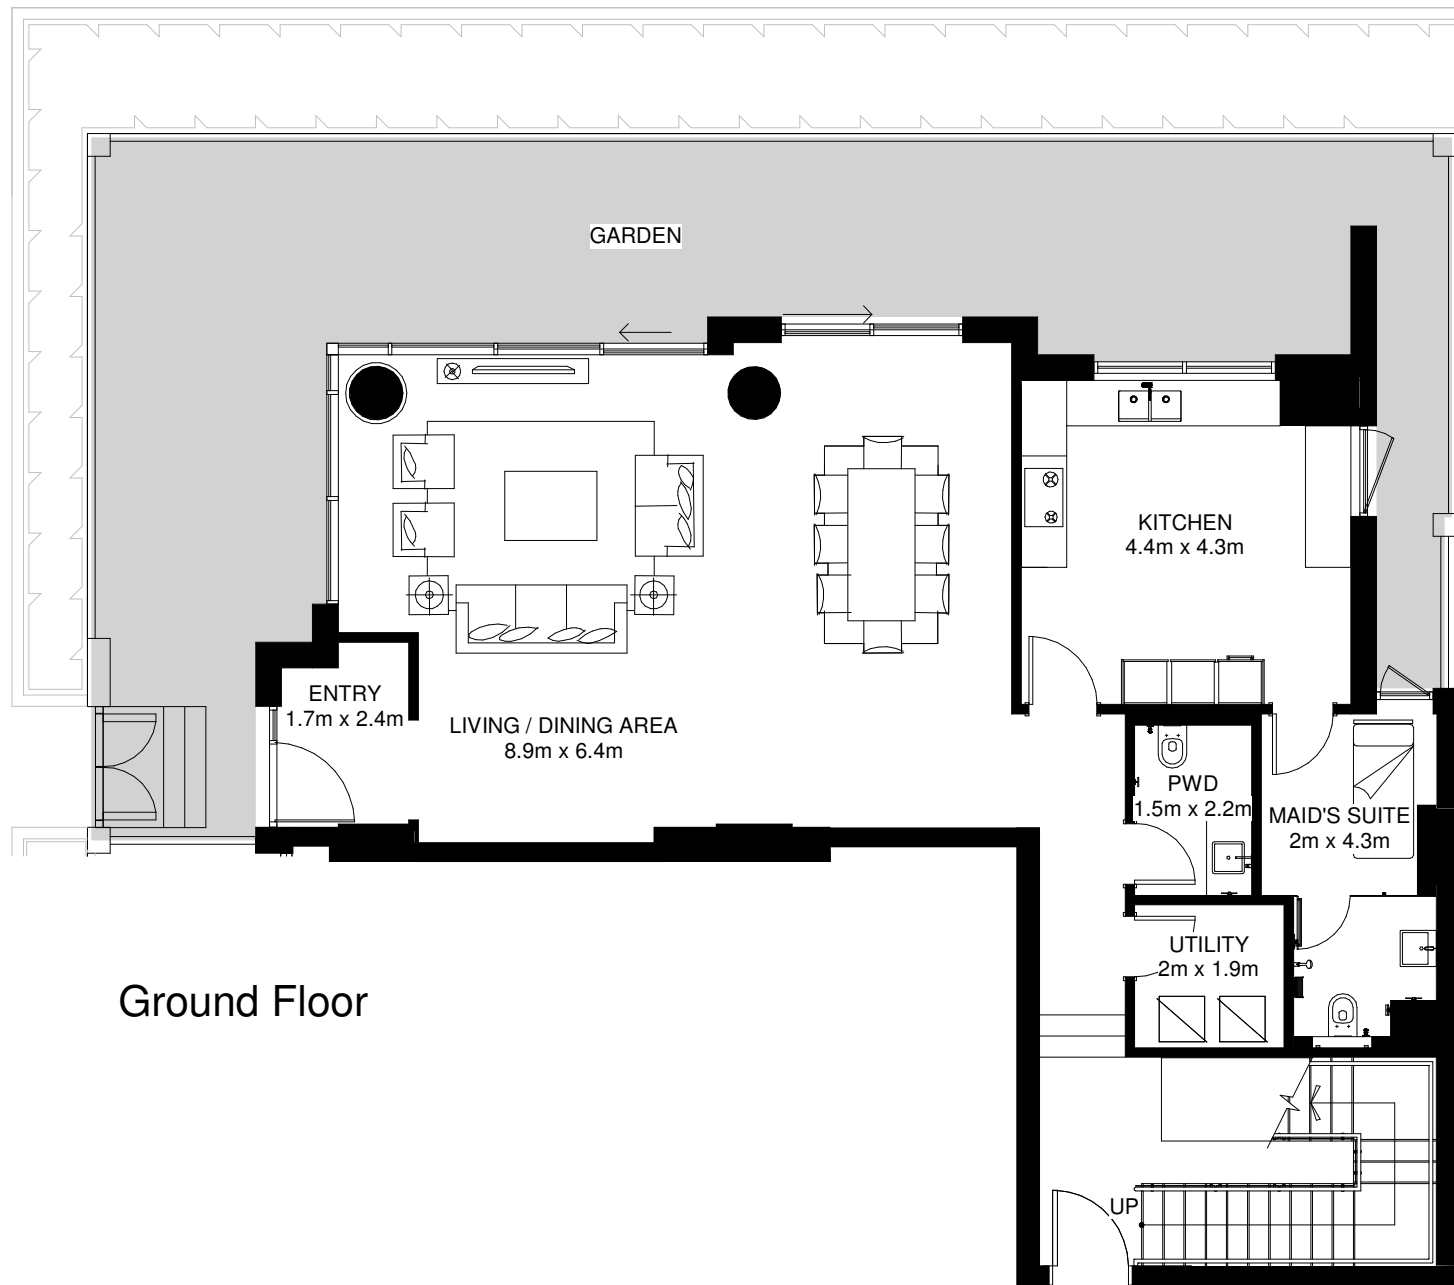 GARDEN
KITCHEN
4.4m x 4.3m
ENTRY
1.7m x 2.4m
LIVING / DINING AREA
8.9m x 6.4m
PWD
1.5m x 2.2m
MAID'S SUITE
2m x 4.3m
UTILITY
2m x 1.9m
Ground Floor
UP